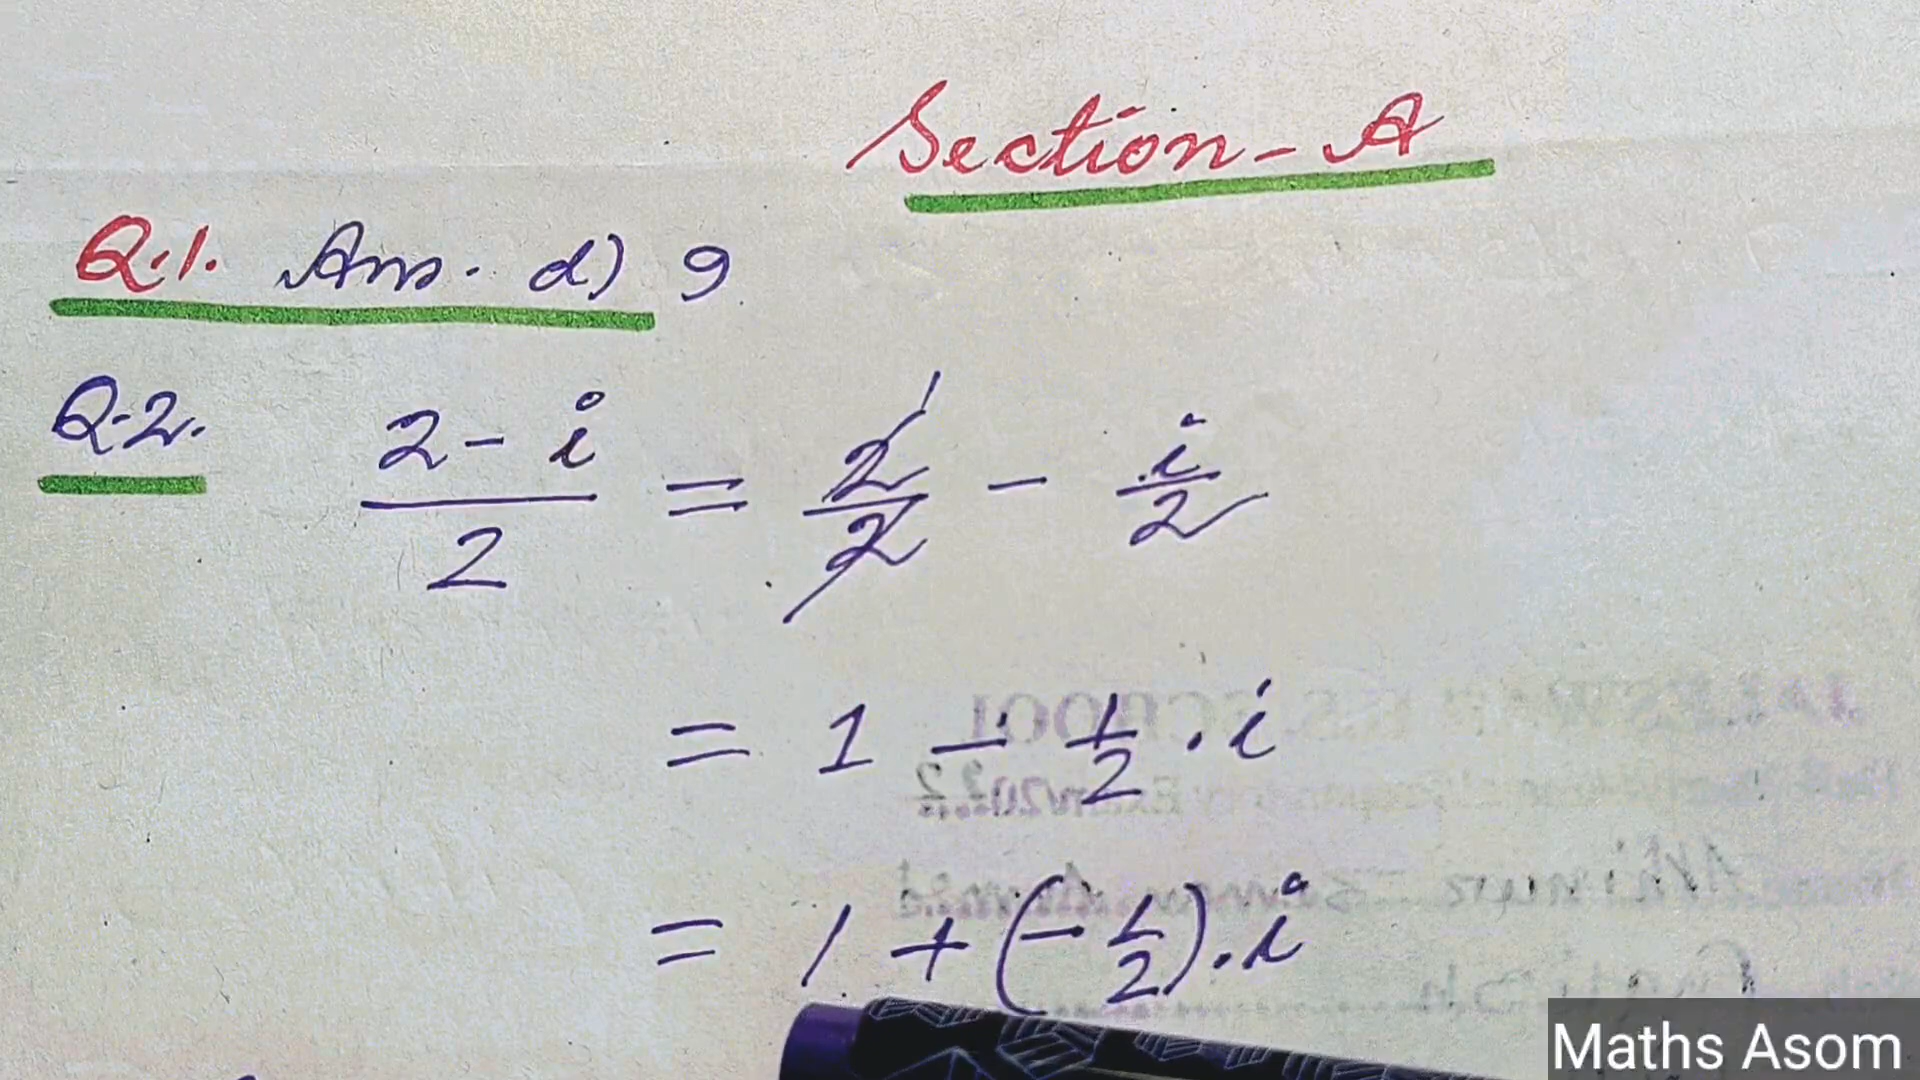 Section-A
Q.1. Ans. d) 9
Q.2. (2-i)/2 = 2/2 - i/2
= 1 - 1/2 . i
= 1 + (-1/2) . i
Maths Asom